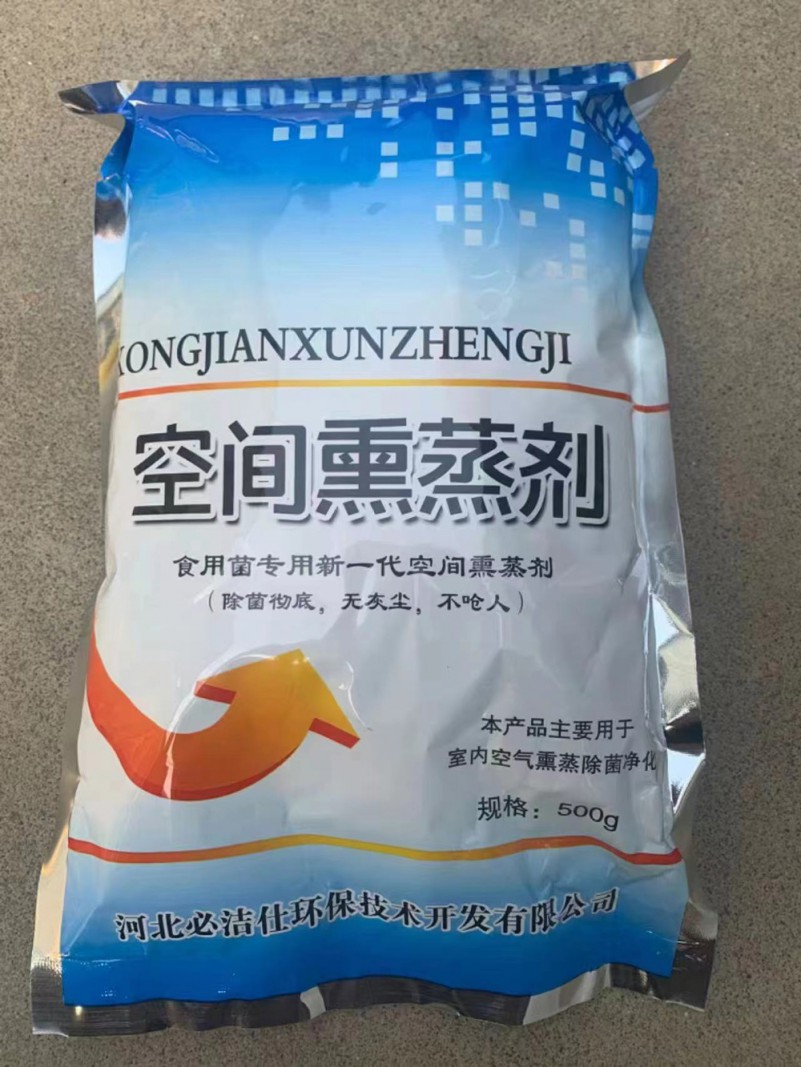 KONGJIANXUNZHENGJI
空间熏蒸剂
食用菌专用新一代空间熏蒸剂
（除菌彻底，无灰尘，不呛人）
本产品主要用于
室内空气熏蒸除菌净化
规格：500g
河北必洁仕环保技术开发有限公司